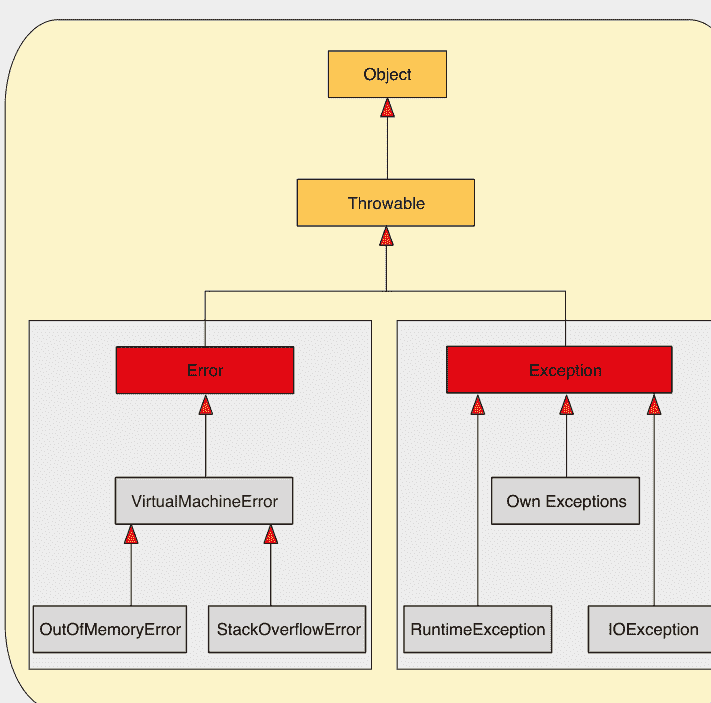 Object
Throwable
Error
Exception
VirtualMachineError
Own Exceptions
OutOfMemoryError
StackOverflowError
RuntimeException
IOException